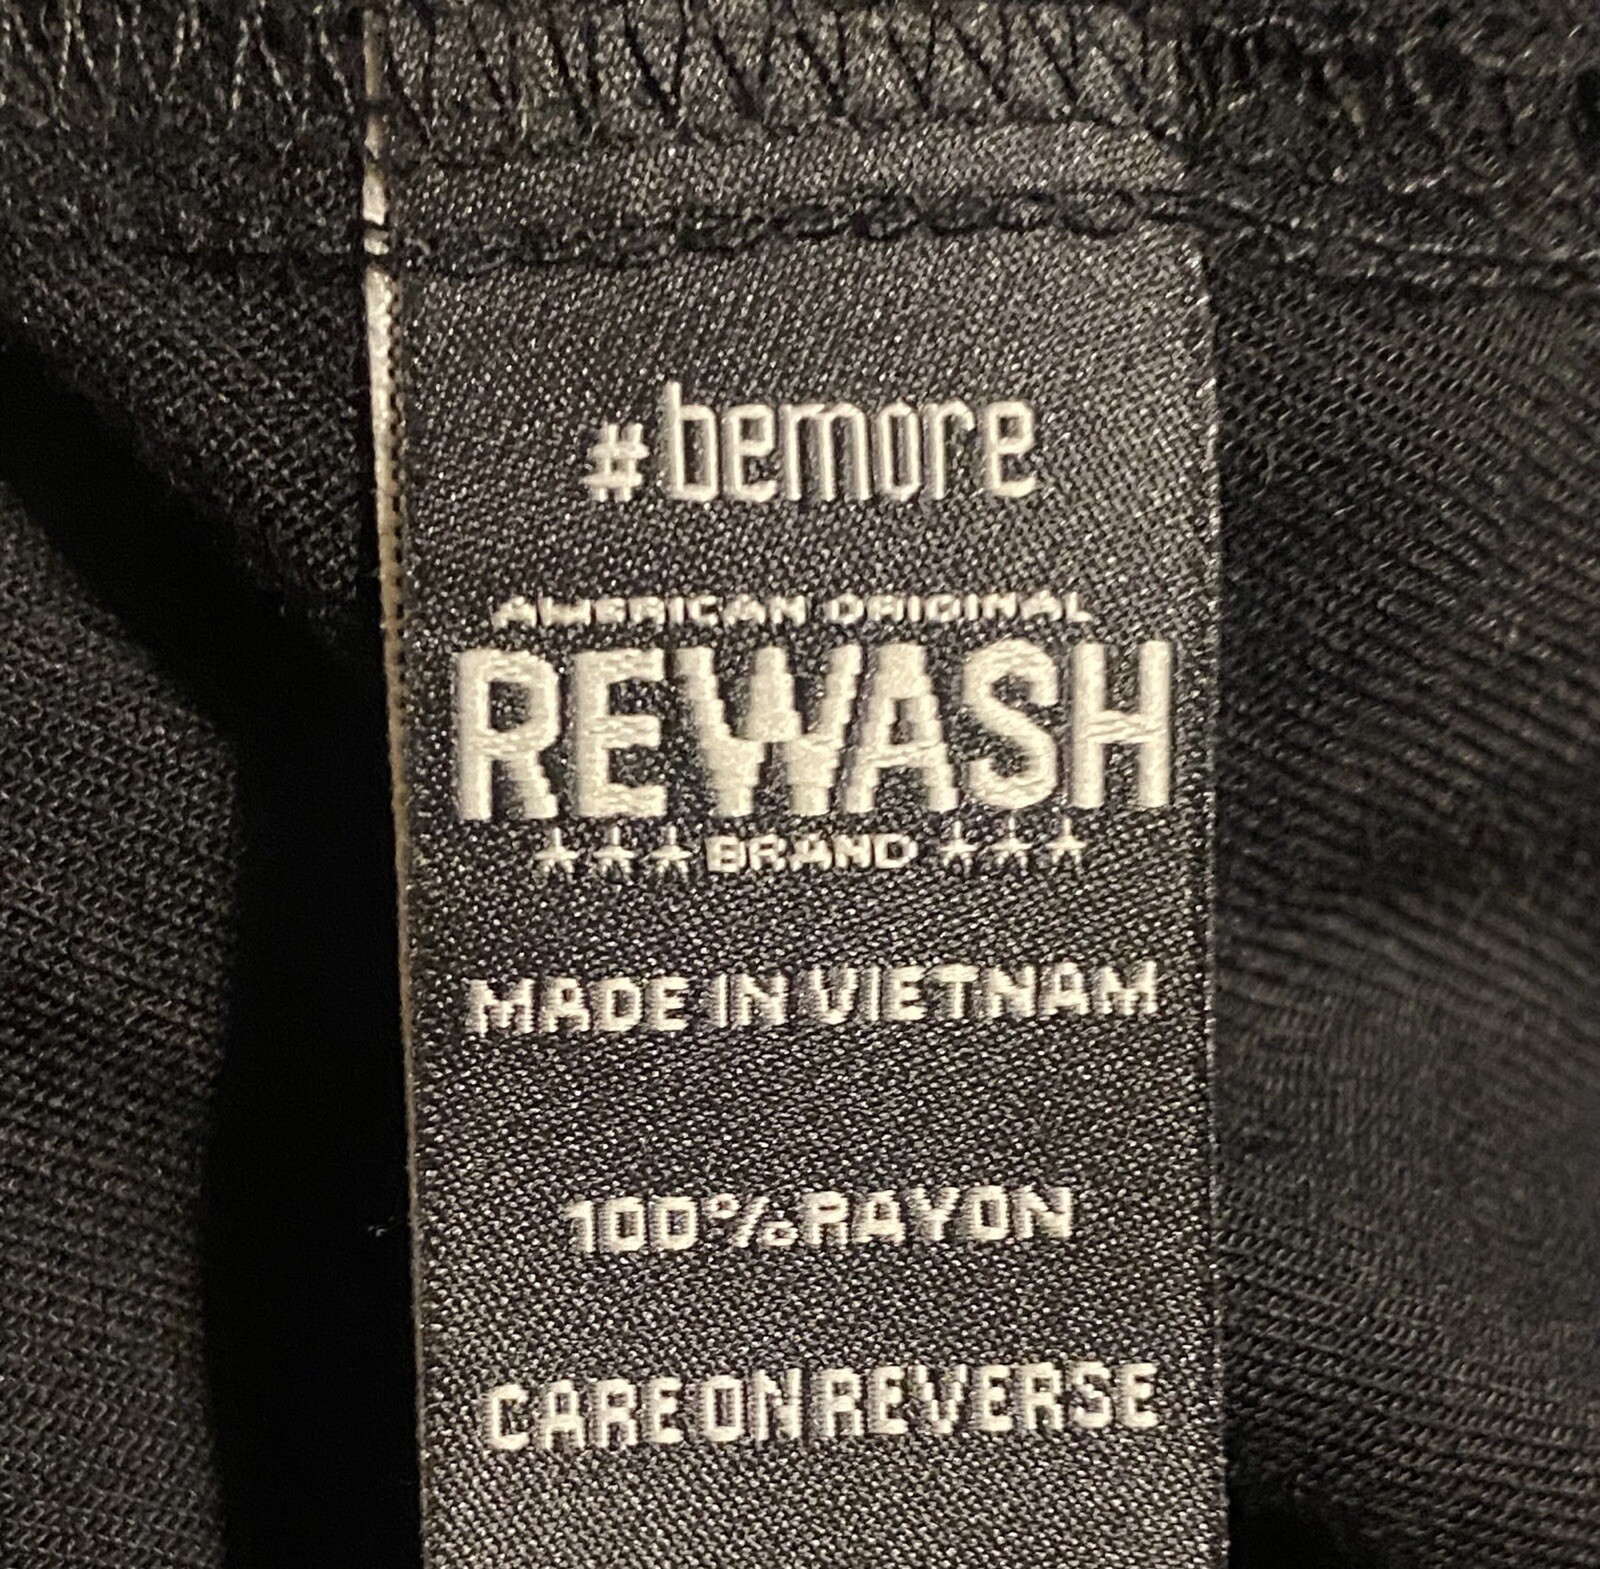 #bemore
AMERICAN ORIGINAL
REWASH
BRAND
MADE IN VIETNAM
100% RAYON
CARE ON REVERSE